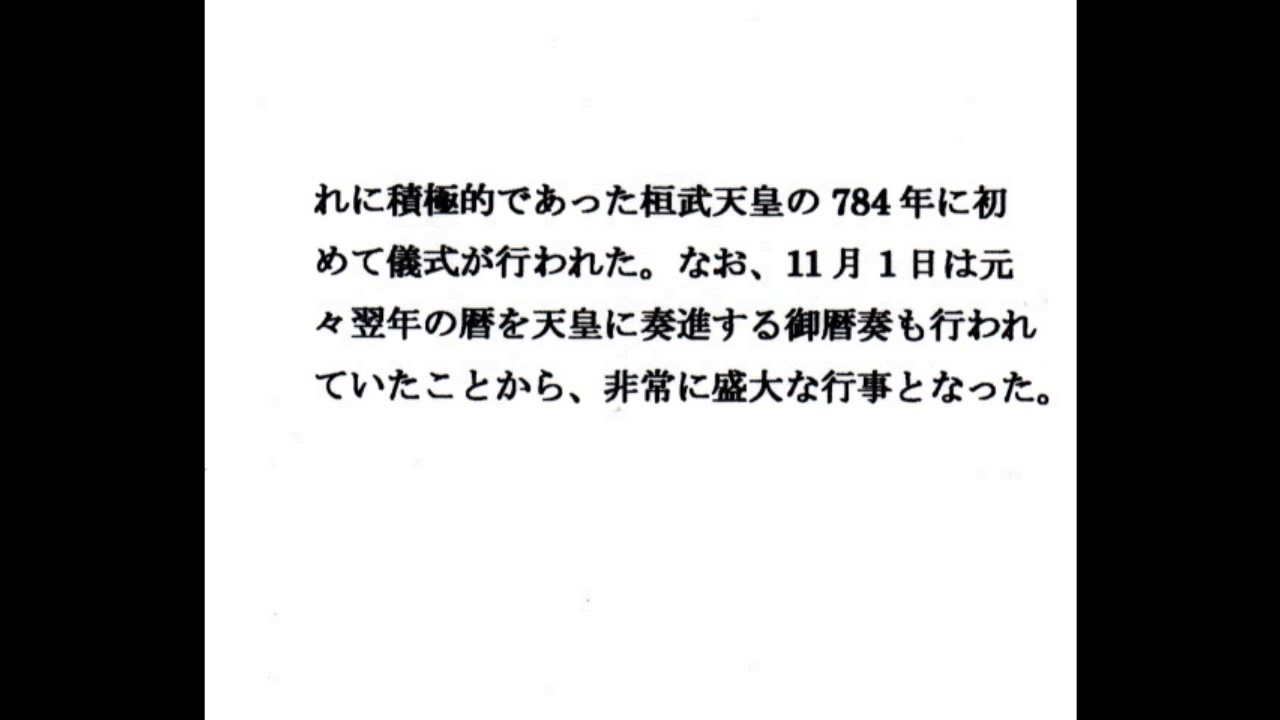 れに積極的であった桓武天皇の 784 年に初
めて儀式が行われた。なお、11 月 1 日は元
々翌年の暦を天皇に奏進する御暦奏も行われ
ていたことから、非常に盛大な行事となった。